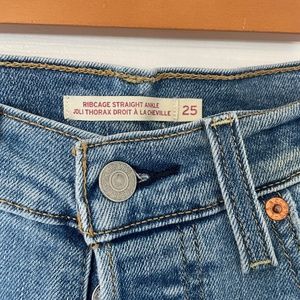 RIBCAGE STRAIGHT ANKLE
JOLI THORAX DROIT À LA CHEVILLE
25